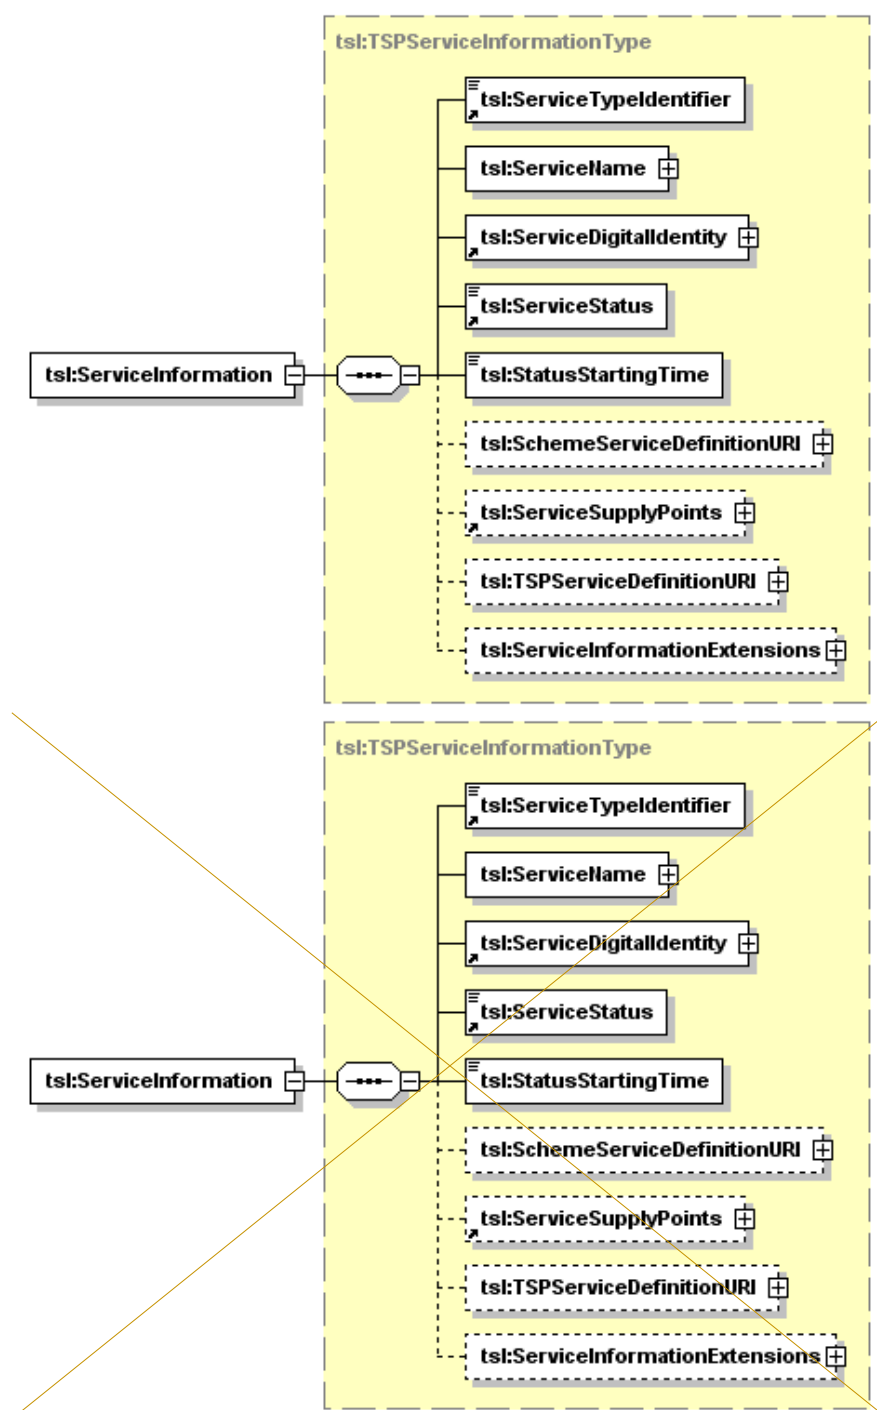 tsl:TSPServiceInformationType
tsl:ServiceTypeIdentifier
tsl:ServiceName
tsl:ServiceDigitalIdentity
tsl:ServiceStatus
tsl:ServiceInformation
tsl:StatusStartingTime
tsl:SchemeServiceDefinitionURI
tsl:ServiceSupplyPoints
tsl:TSPServiceDefinitionURI
tsl:ServiceInformationExtensions
tsl:TSPServiceInformationType
tsl:ServiceTypeIdentifier
tsl:ServiceName
tsl:ServiceDigitalIdentity
tsl:ServiceStatus
tsl:ServiceInformation
tsl:StatusStartingTime
tsl:SchemeServiceDefinitionURI
tsl:ServiceSupplyPoints
tsl:TSPServiceDefinitionURI
tsl:ServiceInformationExtensions